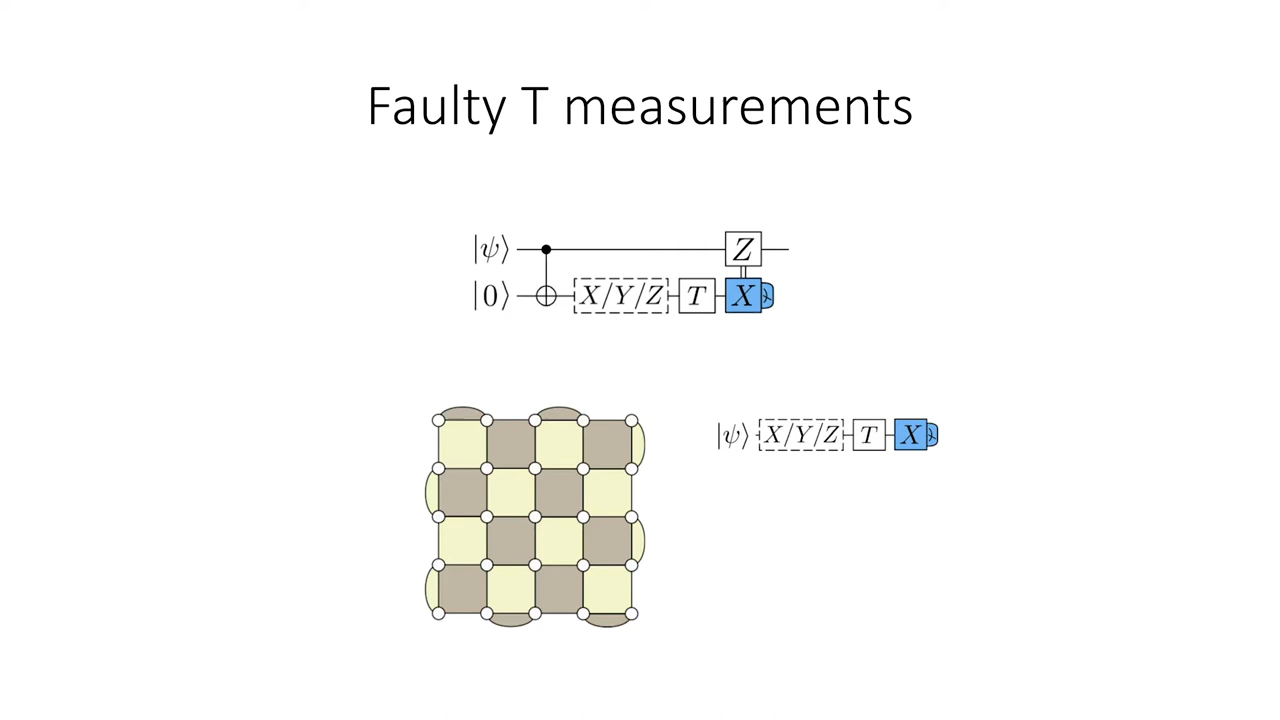 Faulty T measurements
|ψ⟩ Z
|0⟩ X/Y/Z T X
|ψ⟩ X/Y/Z T X